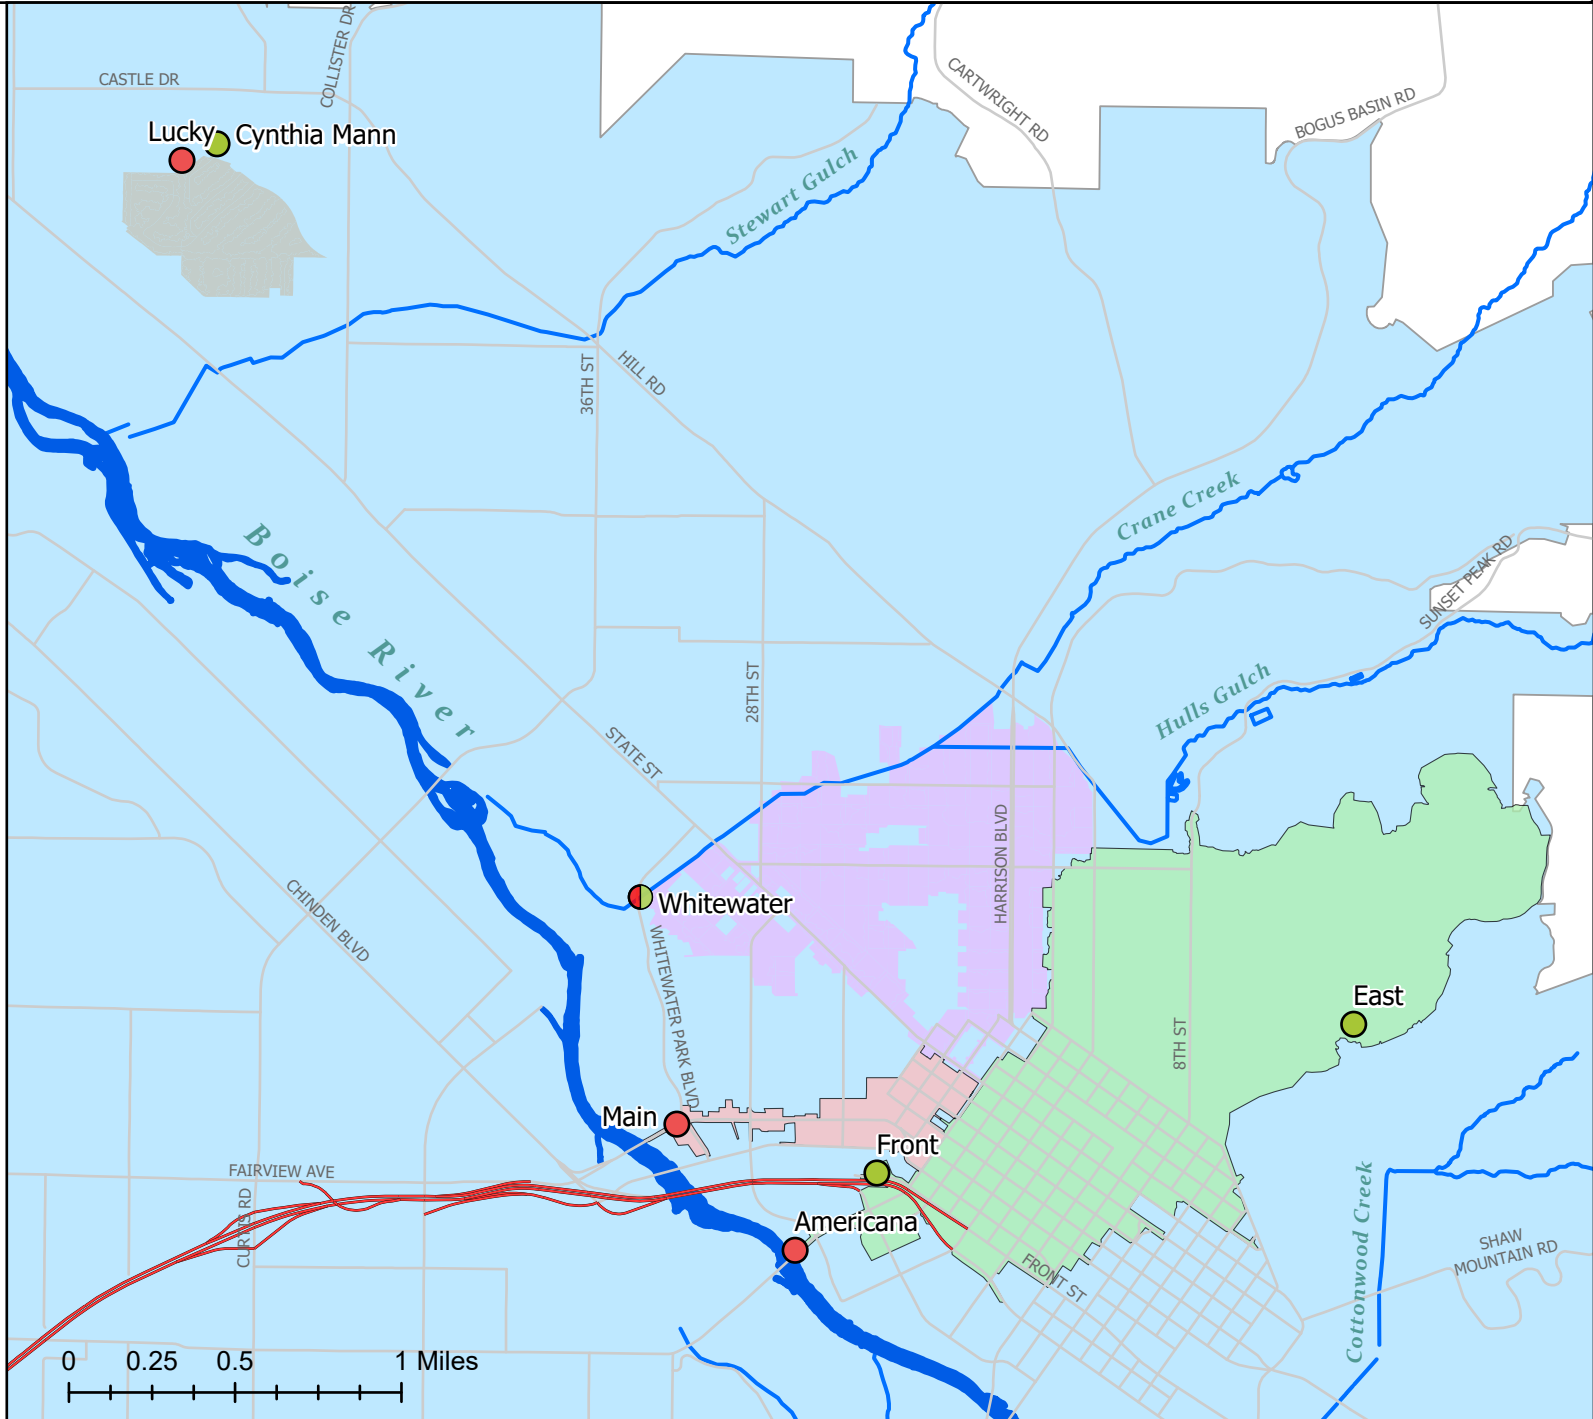 COLLISTER DR
CASTLE DR
CARTWRIGHT RD
BOGUS BASIN RD
Lucky
Cynthia Mann
Stewart Gulch
36TH ST
HILL RD
Crane Creek
Boise River
SUNSET PEAK RD
28TH ST
Hulls Gulch
STATE ST
HARRISON BLVD
CHINDEN BLVD
Whitewater
WHITEWATER PARK BLVD
East
8TH ST
Main
Front
FAIRVIEW AVE
CURTIS RD
Americana
FRONT ST
Cottonwood Creek
SHAW
MOUNTAIN RD
0 0.25 0.5 1 Miles